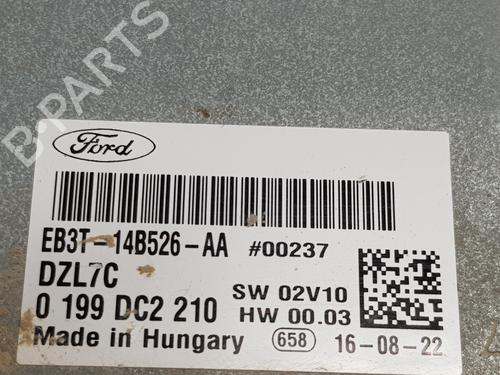 B-PARTS
Ford
EB3T-14B526-AA #00237
DZL7C
0 199 DC2 210 SW 02V10
HW 00.03
Made in Hungary 658 16-08-22